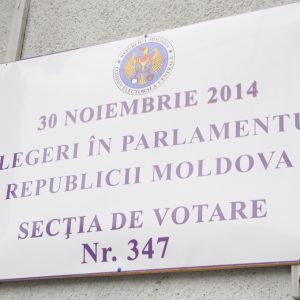 30 NOIEMBRIE 2014
LEGERI ÎN PARLAMENTU
REPUBLICII MOLDOVA
SECŢIA DE VOTARE
Nr. 347